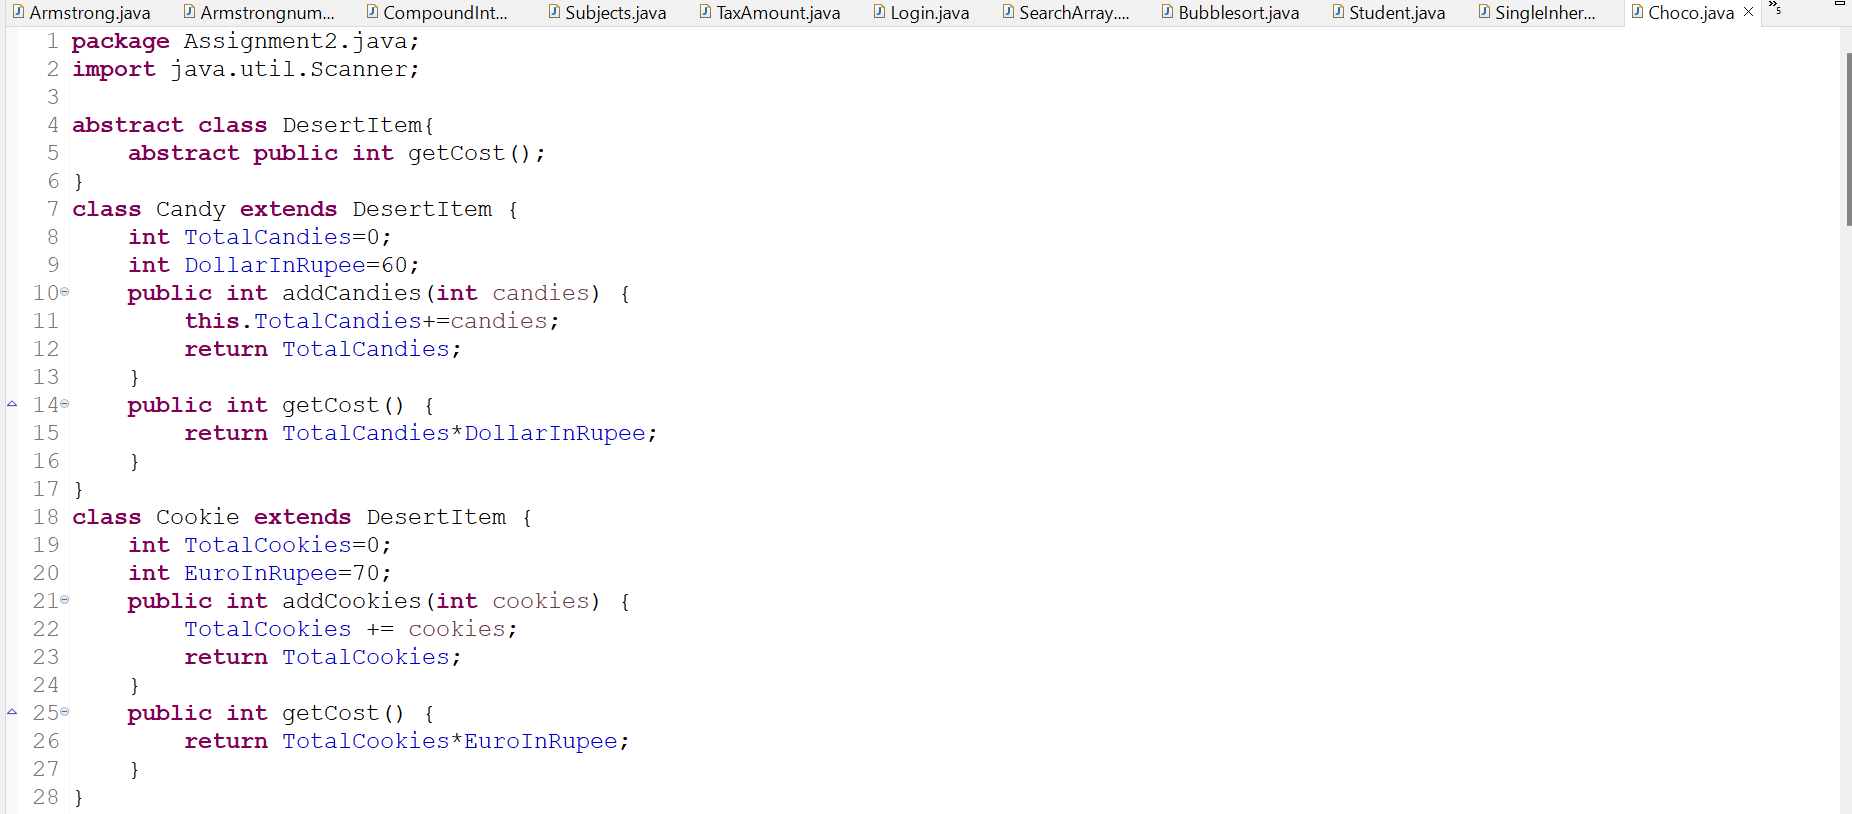 Armstrong.java Armstrongnum... CompoundInt... Subjects.java TaxAmount.java Login.java SearchArray.... Bubblesort.java Student.java SingleInher... Choco.java »5
1 package Assignment2.java;
2 import java.util.Scanner;
3
4 abstract class DesertItem{
5     abstract public int getCost();
6 }
7 class Candy extends DesertItem {
8     int TotalCandies=0;
9     int DollarInRupee=60;
10     public int addCandies(int candies) {
11         this.TotalCandies+=candies;
12         return TotalCandies;
13     }
14     public int getCost() {
15         return TotalCandies*DollarInRupee;
16     }
17 }
18 class Cookie extends DesertItem {
19     int TotalCookies=0;
20     int EuroInRupee=70;
21     public int addCookies(int cookies) {
22         TotalCookies += cookies;
23         return TotalCookies;
24     }
25     public int getCost() {
26         return TotalCookies*EuroInRupee;
27     }
28 }